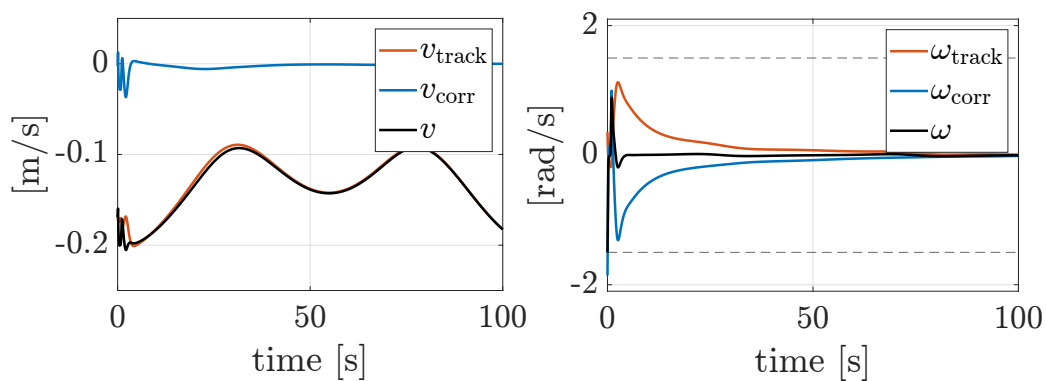 0
-0.1
-0.2
[m/s]
v_track
v_corr
v
0
50
100
time [s]
2
0
-2
[rad/s]
ω_track
ω_corr
ω
0
50
100
time [s]